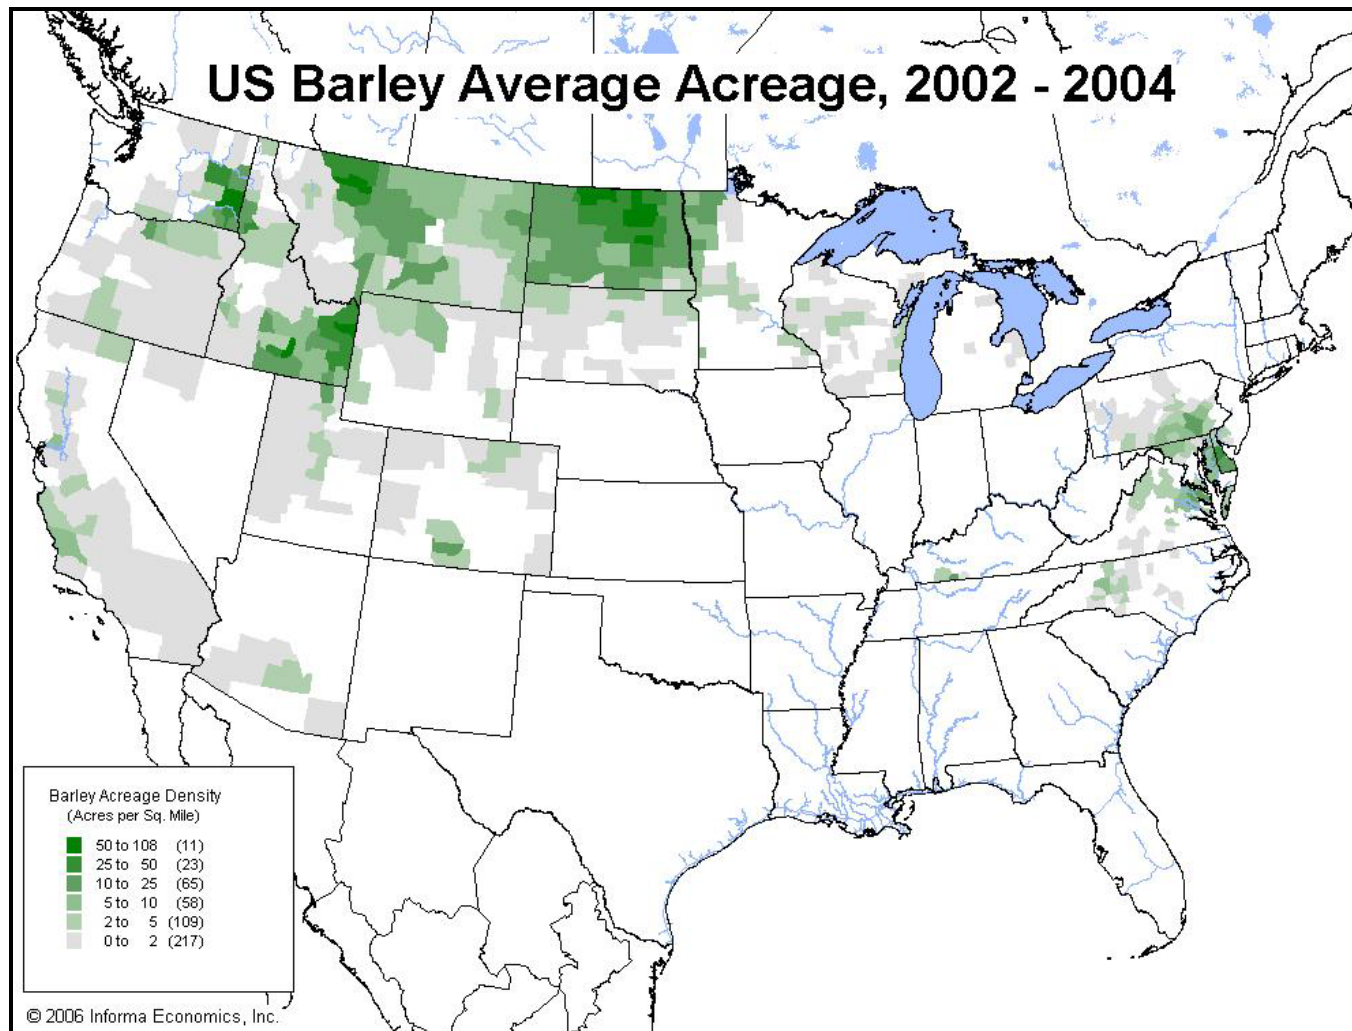 US Barley Average Acreage, 2002 - 2004
Barley Acreage Density
(Acres per Sq. Mile)
50 to 108 (11)
25 to 50 (23)
10 to 25 (65)
5 to 10 (58)
2 to 5 (109)
0 to 2 (217)
© 2006 Informa Economics, Inc.